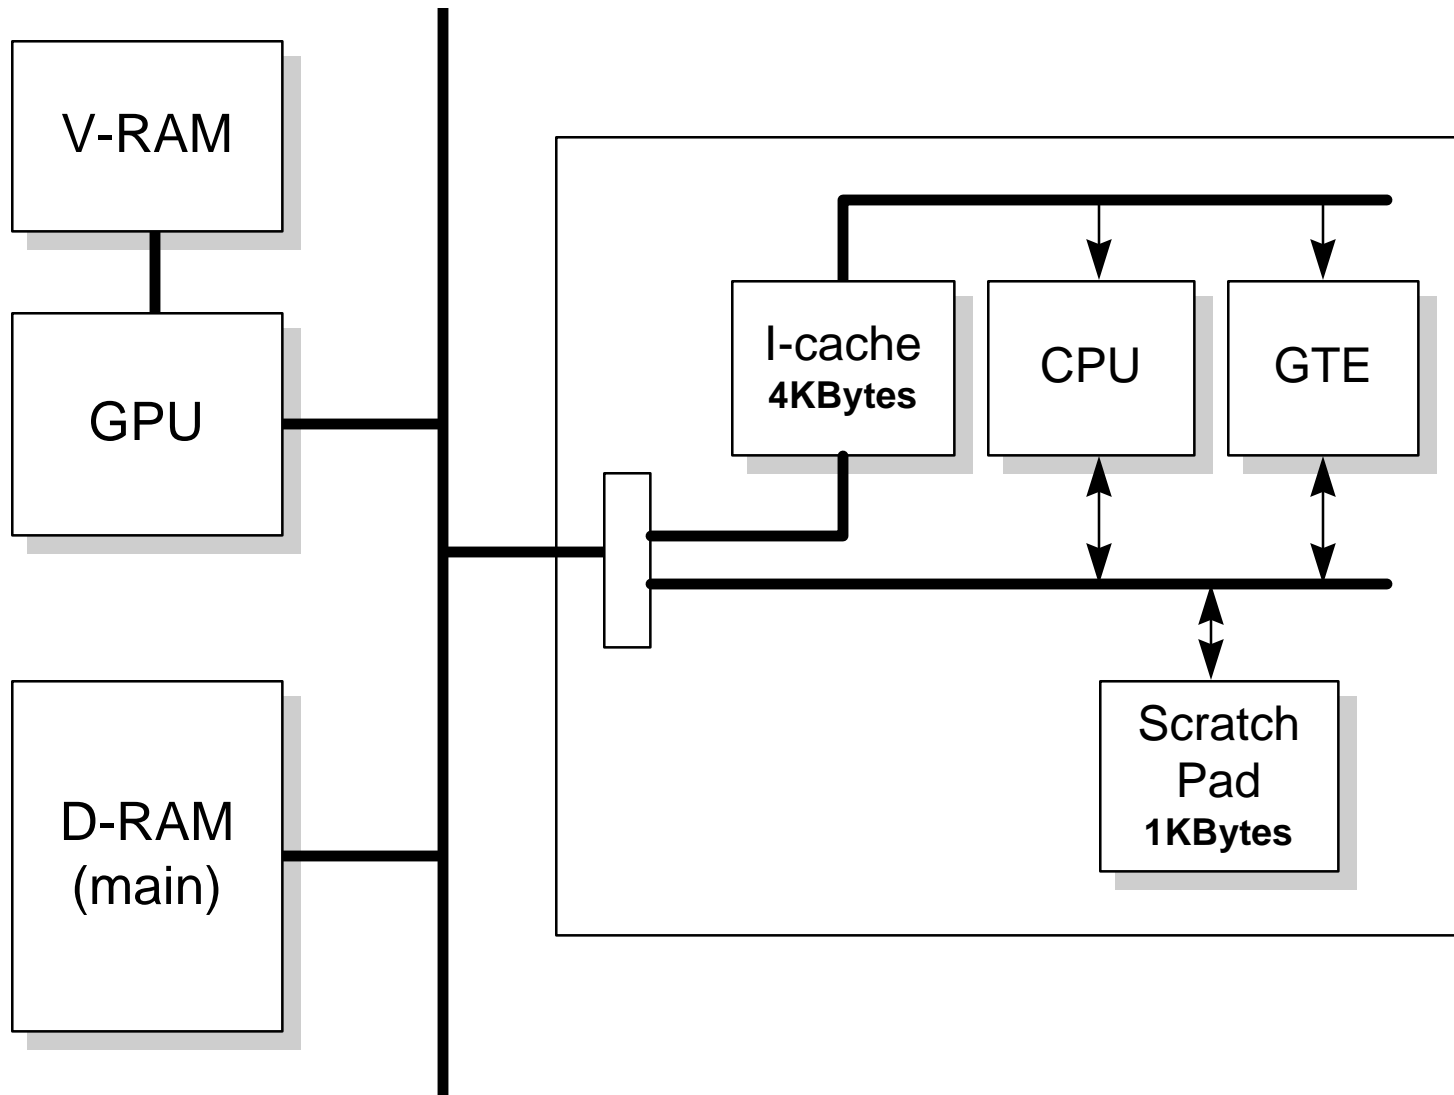 V-RAM
GPU
D-RAM
(main)
I-cache
4KBytes
CPU
GTE
Scratch
Pad
1KBytes